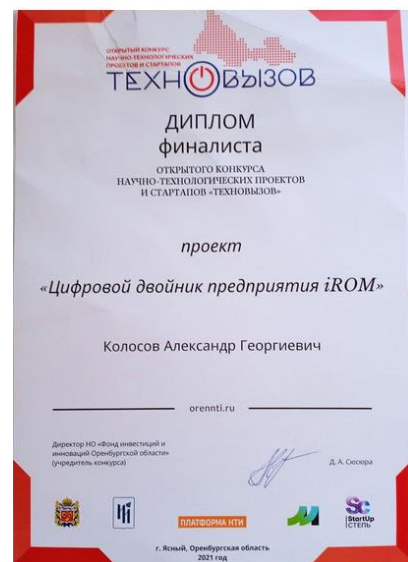 ОТКРЫТЫЙ КОНКУРС
НАУЧНО-ТЕХНОЛОГИЧЕСКИХ
ПРОЕКТОВ И СТАРТАПОВ
ТЕХНОВЫЗОВ
ДИПЛОМ
финалиста
ОТКРЫТОГО КОНКУРСА
НАУЧНО-ТЕХНОЛОГИЧЕСКИХ ПРОЕКТОВ
И СТАРТАПОВ «ТЕХНОВЫЗОВ»
проект
«Цифровой двойник предприятия iROM»
Колосов Александр Георгиевич
orennti.ru
Директор НО «Фонд инвестиций и
инноваций Оренбургской области»
(учредитель конкурса)
Д. А. Сюсюра
ПЛАТФОРМА НТИ
SC
StartUp
СТЕПЬ
г. Ясный, Оренбургская область
2021 год